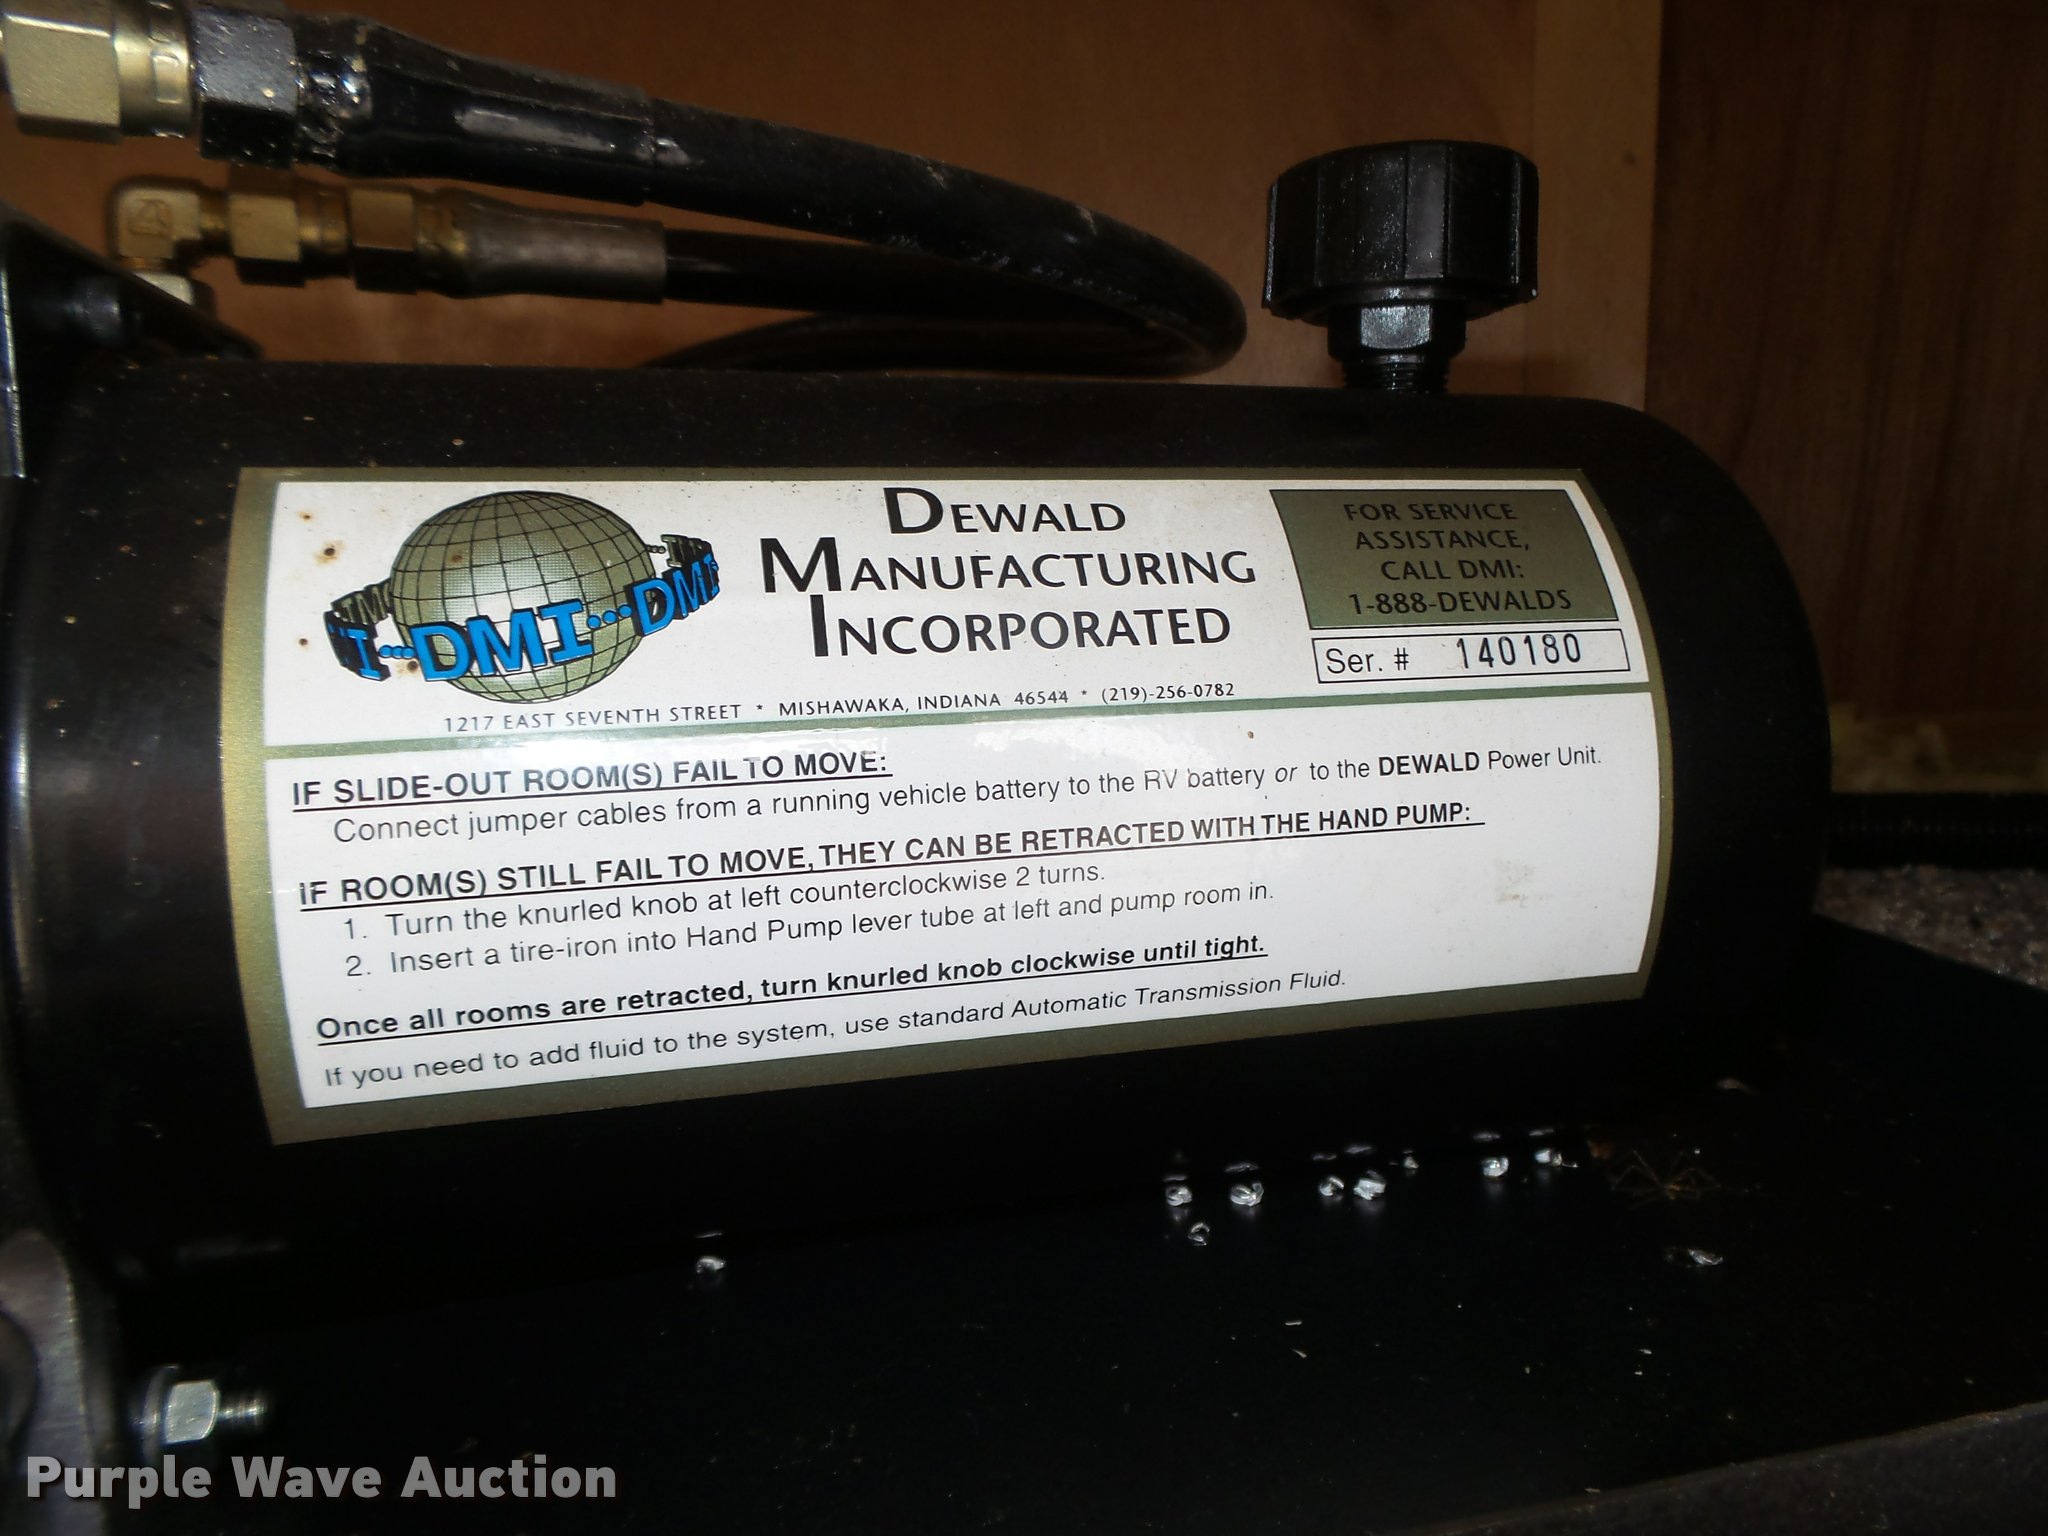 DEWALD
MANUFACTURING
INCORPORATED
I...DMI...DMI
1217 EAST SEVENTH STREET * MISHAWAKA, INDIANA 46544 * (219)-256-0782
FOR SERVICE
ASSISTANCE,
CALL DMI:
1-888-DEWALDS
Ser. # 140180
IF SLIDE-OUT ROOM(S) FAIL TO MOVE:
Connect jumper cables from a running vehicle battery to the RV battery or to the DEWALD Power Unit.
IF ROOM(S) STILL FAIL TO MOVE, THEY CAN BE RETRACTED WITH THE HAND PUMP:
1. Turn the knurled knob at left counterclockwise 2 turns.
2. Insert a tire-iron into Hand Pump lever tube at left and pump room in.
Once all rooms are retracted, turn knurled knob clockwise until tight.
If you need to add fluid to the system, use standard Automatic Transmission Fluid.
Purple Wave Auction